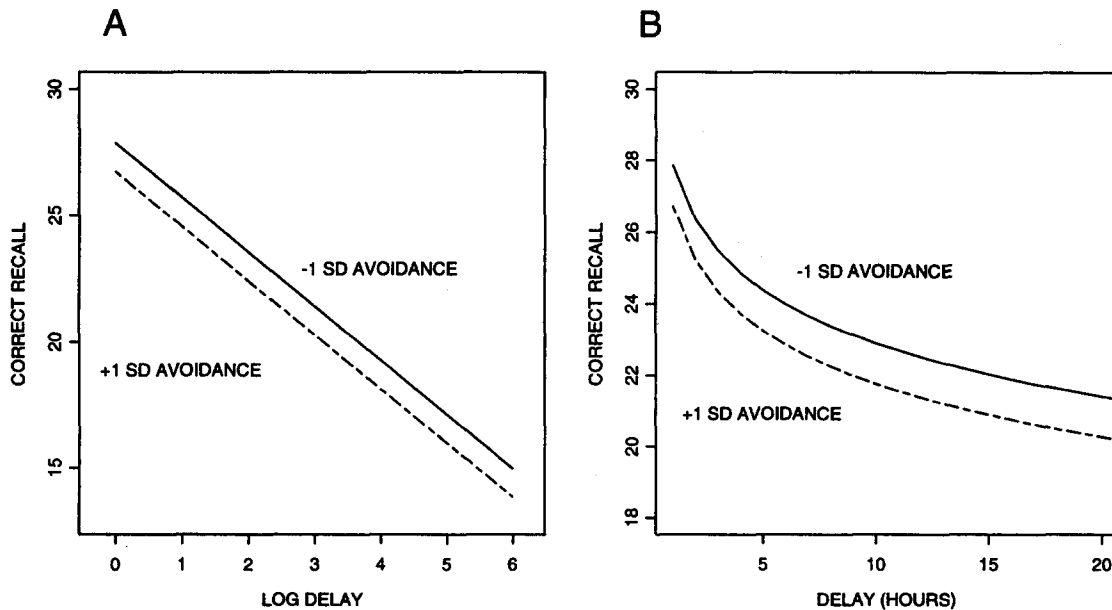 A
CORRECT RECALL
30
25
20
15
-1 SD AVOIDANCE
+1 SD AVOIDANCE
0 1 2 3 4 5 6
LOG DELAY
B
CORRECT RECALL
30
28
26
24
22
20
18
-1 SD AVOIDANCE
+1 SD AVOIDANCE
5 10 15 20
DELAY (HOURS)